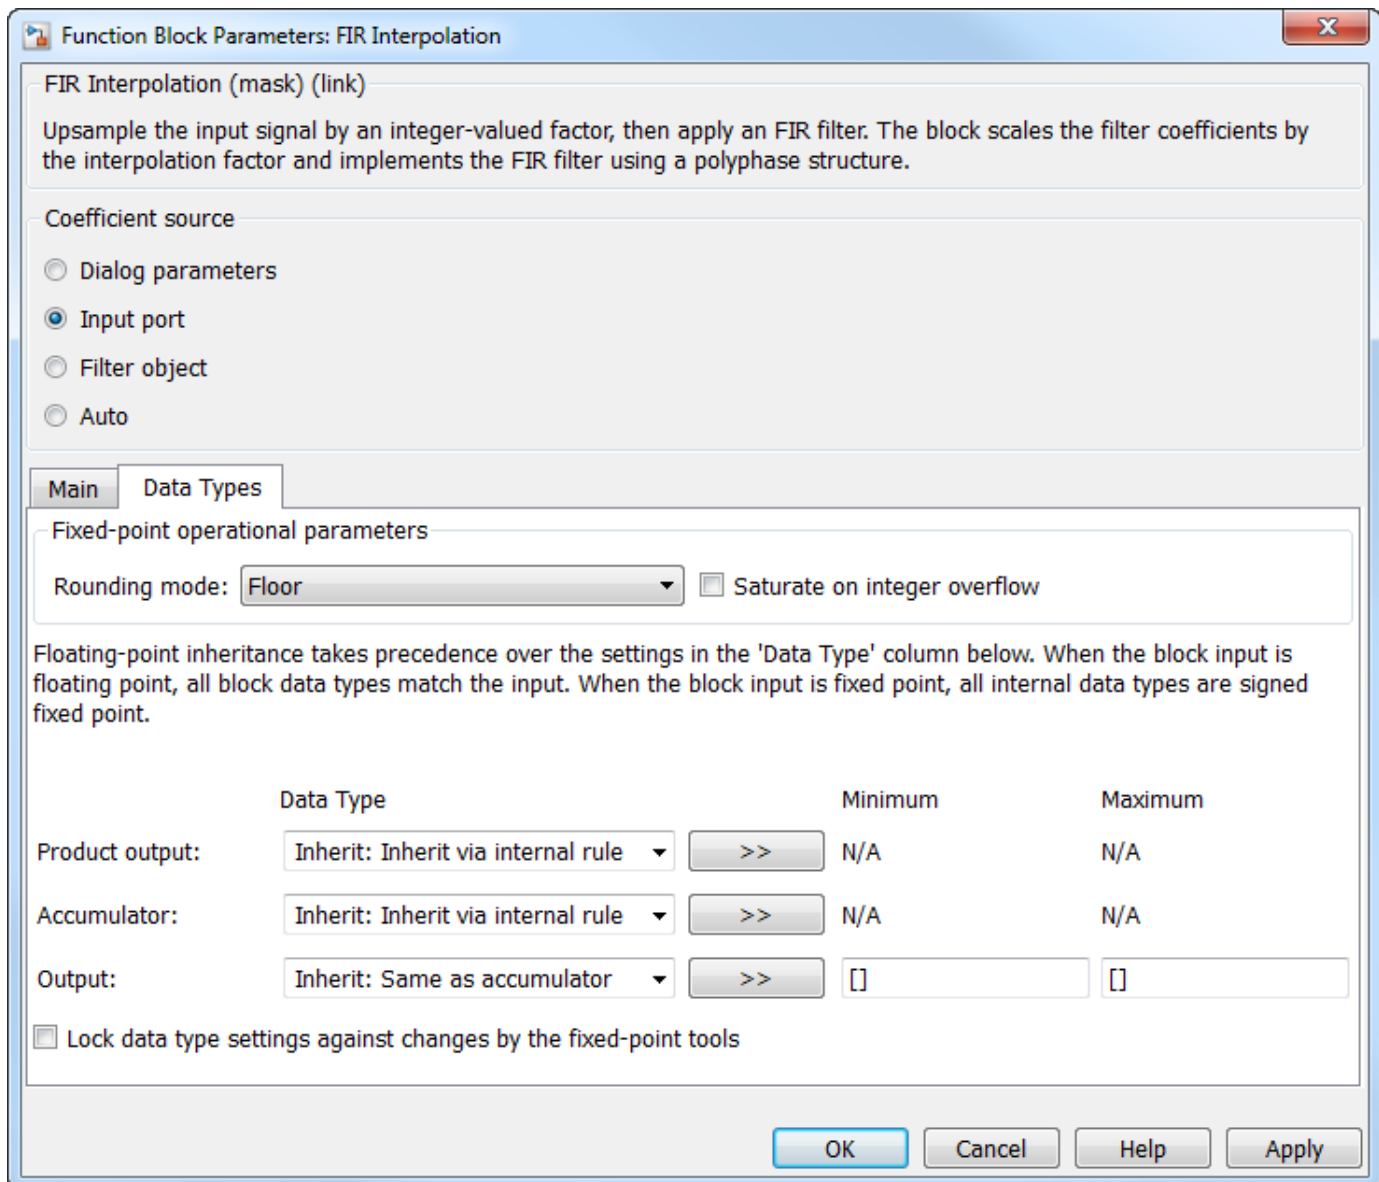 Function Block Parameters: FIR Interpolation
X
FIR Interpolation (mask) (link)
Upsample the input signal by an integer-valued factor, then apply an FIR filter. The block scales the filter coefficients by
the interpolation factor and implements the FIR filter using a polyphase structure.
Coefficient source
Dialog parameters
Input port
Filter object
Auto
Main Data Types
Fixed-point operational parameters
Rounding mode: Floor Saturate on integer overflow
Floating-point inheritance takes precedence over the settings in the 'Data Type' column below. When the block input is
floating point, all block data types match the input. When the block input is fixed point, all internal data types are signed
fixed point.
Data Type Minimum Maximum
Product output: Inherit: Inherit via internal rule >> N/A N/A
Accumulator: Inherit: Inherit via internal rule >> N/A N/A
Output: Inherit: Same as accumulator >> [] []
Lock data type settings against changes by the fixed-point tools
OK Cancel Help Apply